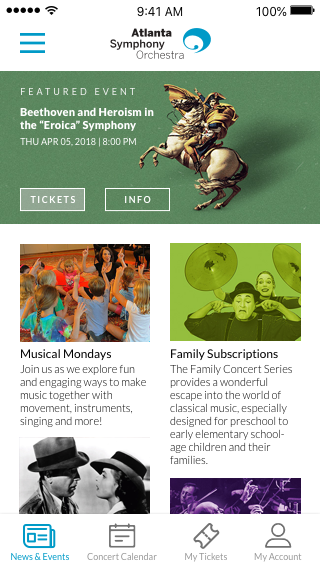 9:41 AM
100%
Atlanta
Symphony
Orchestra
FEATURED EVENT
Beethoven and Heroism in
the “Eroica” Symphony
THU APR 05, 2018 | 8:00 PM
TICKETS
INFO
Musical Mondays
Join us as we explore fun
and engaging ways to make
music together with
movement, instruments,
singing and more!
Family Subscriptions
The Family Concert Series
provides a wonderful
escape into the world of
classical music, especially
designed for preschool to
early elementary school-
age children and their
families.
News & Events
Concert Calendar
My Tickets
My Account